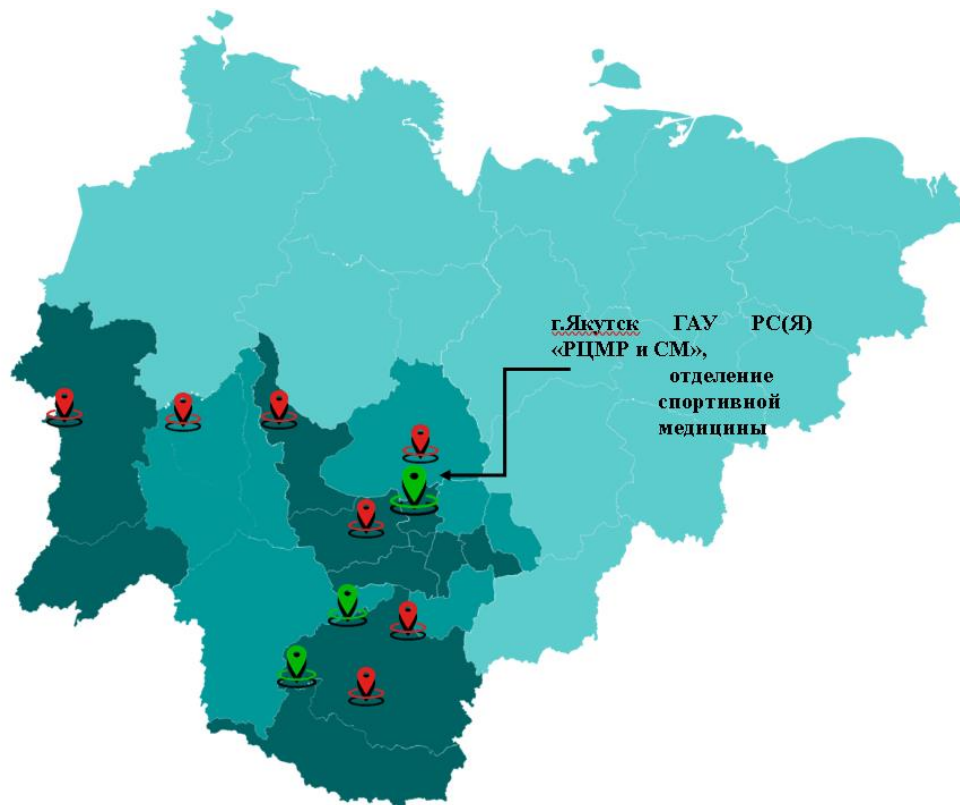 г.Якутск ГАУ РС(Я)
«РЦМР и СМ»,
отделение
спортивной
медицины